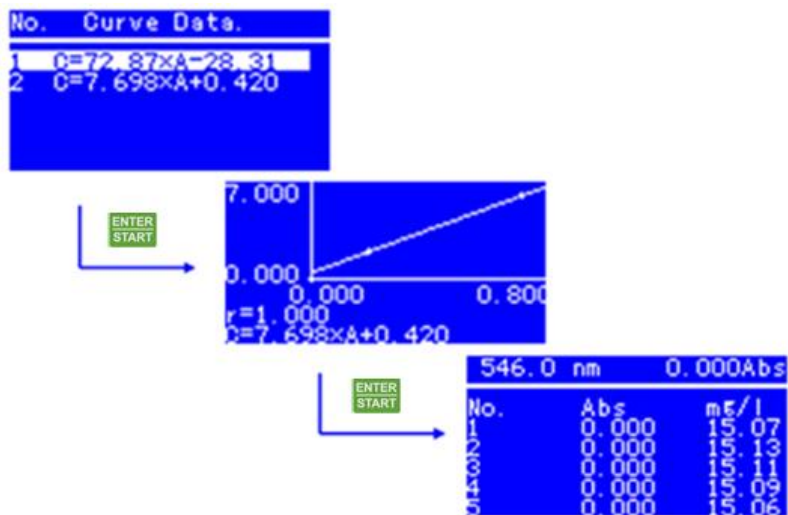 No. Curve Data.
1 C=72.87×A-28.31
2 C=7.698×A+0.420
ENTER
START
7.000
0.000
0.000 0.800
r=1.000
C=7.698×A+0.420
ENTER
START
546.0 nm 0.000Abs
No. Abs mg/l
1 0.000 15.07
2 0.000 15.13
3 0.000 15.11
4 0.000 15.09
5 0.000 15.06